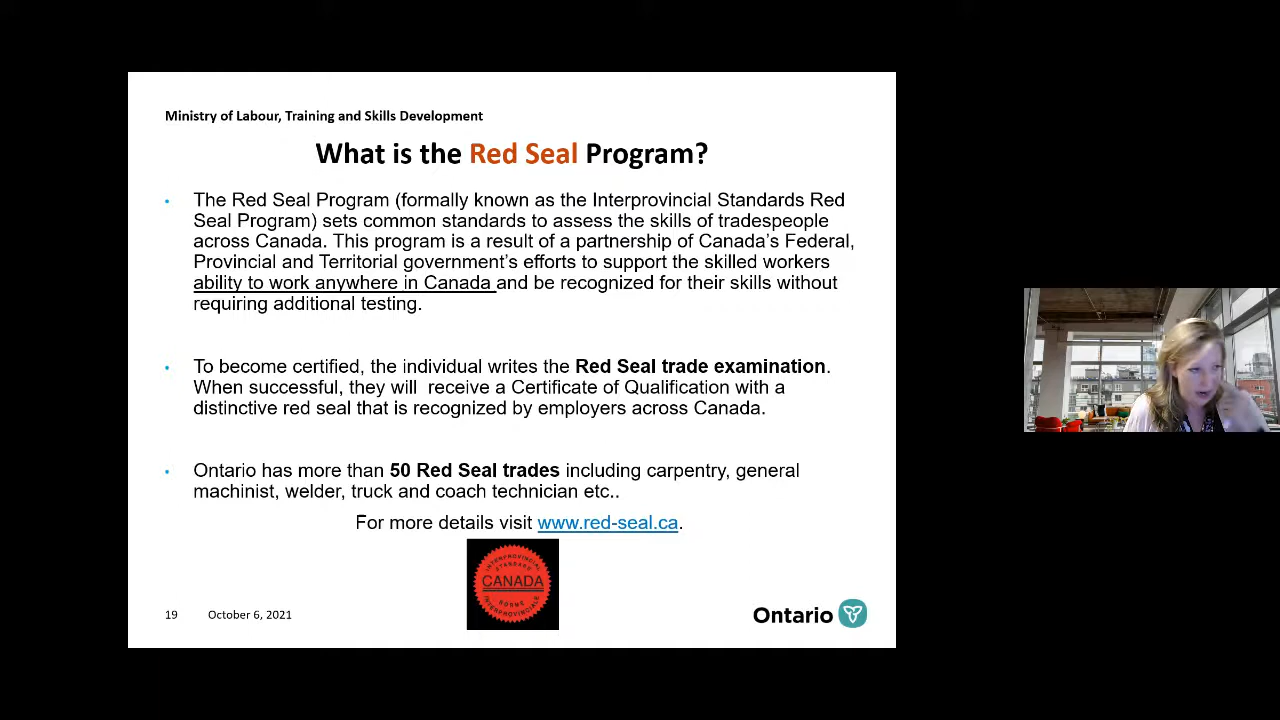 Ministry of Labour, Training and Skills Development
What is the Red Seal Program?
• The Red Seal Program (formally known as the Interprovincial Standards Red
Seal Program) sets common standards to assess the skills of tradespeople
across Canada. This program is a result of a partnership of Canada's Federal,
Provincial and Territorial government's efforts to support the skilled workers
ability to work anywhere in Canada and be recognized for their skills without
requiring additional testing.
• To become certified, the individual writes the Red Seal trade examination.
When successful, they will receive a Certificate of Qualification with a
distinctive red seal that is recognized by employers across Canada.
• Ontario has more than 50 Red Seal trades including carpentry, general
machinist, welder, truck and coach technician etc..
For more details visit www.red-seal.ca.
INTERPROVINCIAL
STANDARD
CANADA
NORME
INTERPROVINCIALE
19 October 6, 2021
Ontario